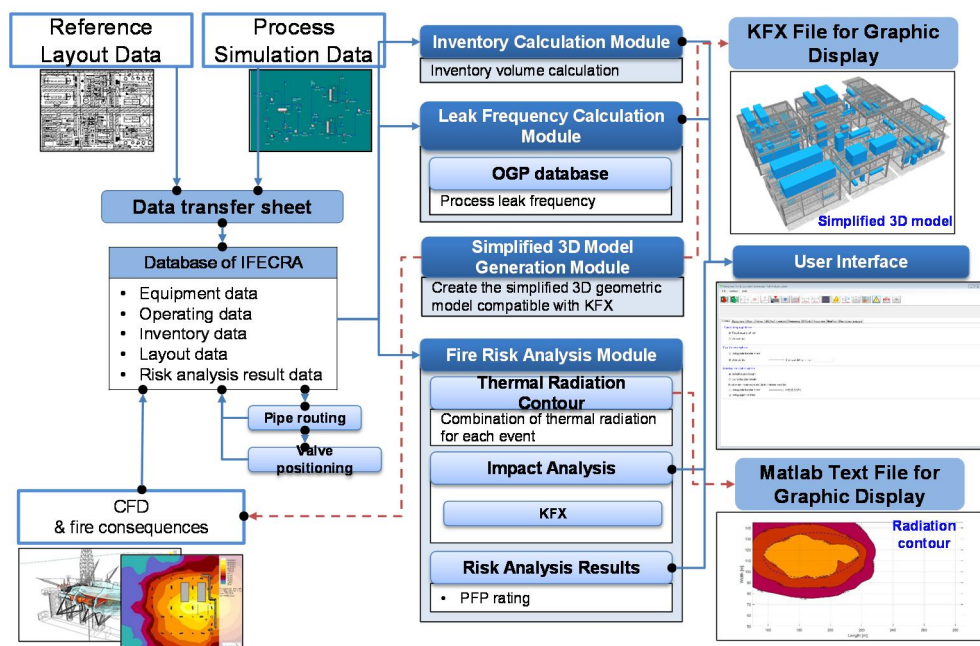 Reference
Layout Data
Process
Simulation Data
Data transfer sheet
Database of IFECRA
• Equipment data
• Operating data
• Inventory data
• Layout data
• Risk analysis result data
Pipe routing
Valve
positioning
CFD
& fire consequences
Inventory Calculation Module
Inventory volume calculation
Leak Frequency Calculation
Module
OGP database
Process leak frequency
Simplified 3D Model
Generation Module
Create the simplified 3D geometric
model compatible with KFX
Fire Risk Analysis Module
Thermal Radiation
Contour
Combination of thermal radiation
for each event
Impact Analysis
KFX
Risk Analysis Results
• PFP rating
KFX File for Graphic
Display
Simplified 3D model
User Interface
Matlab Text File for
Graphic Display
Radiation
contour
Width [m]
Length [m]